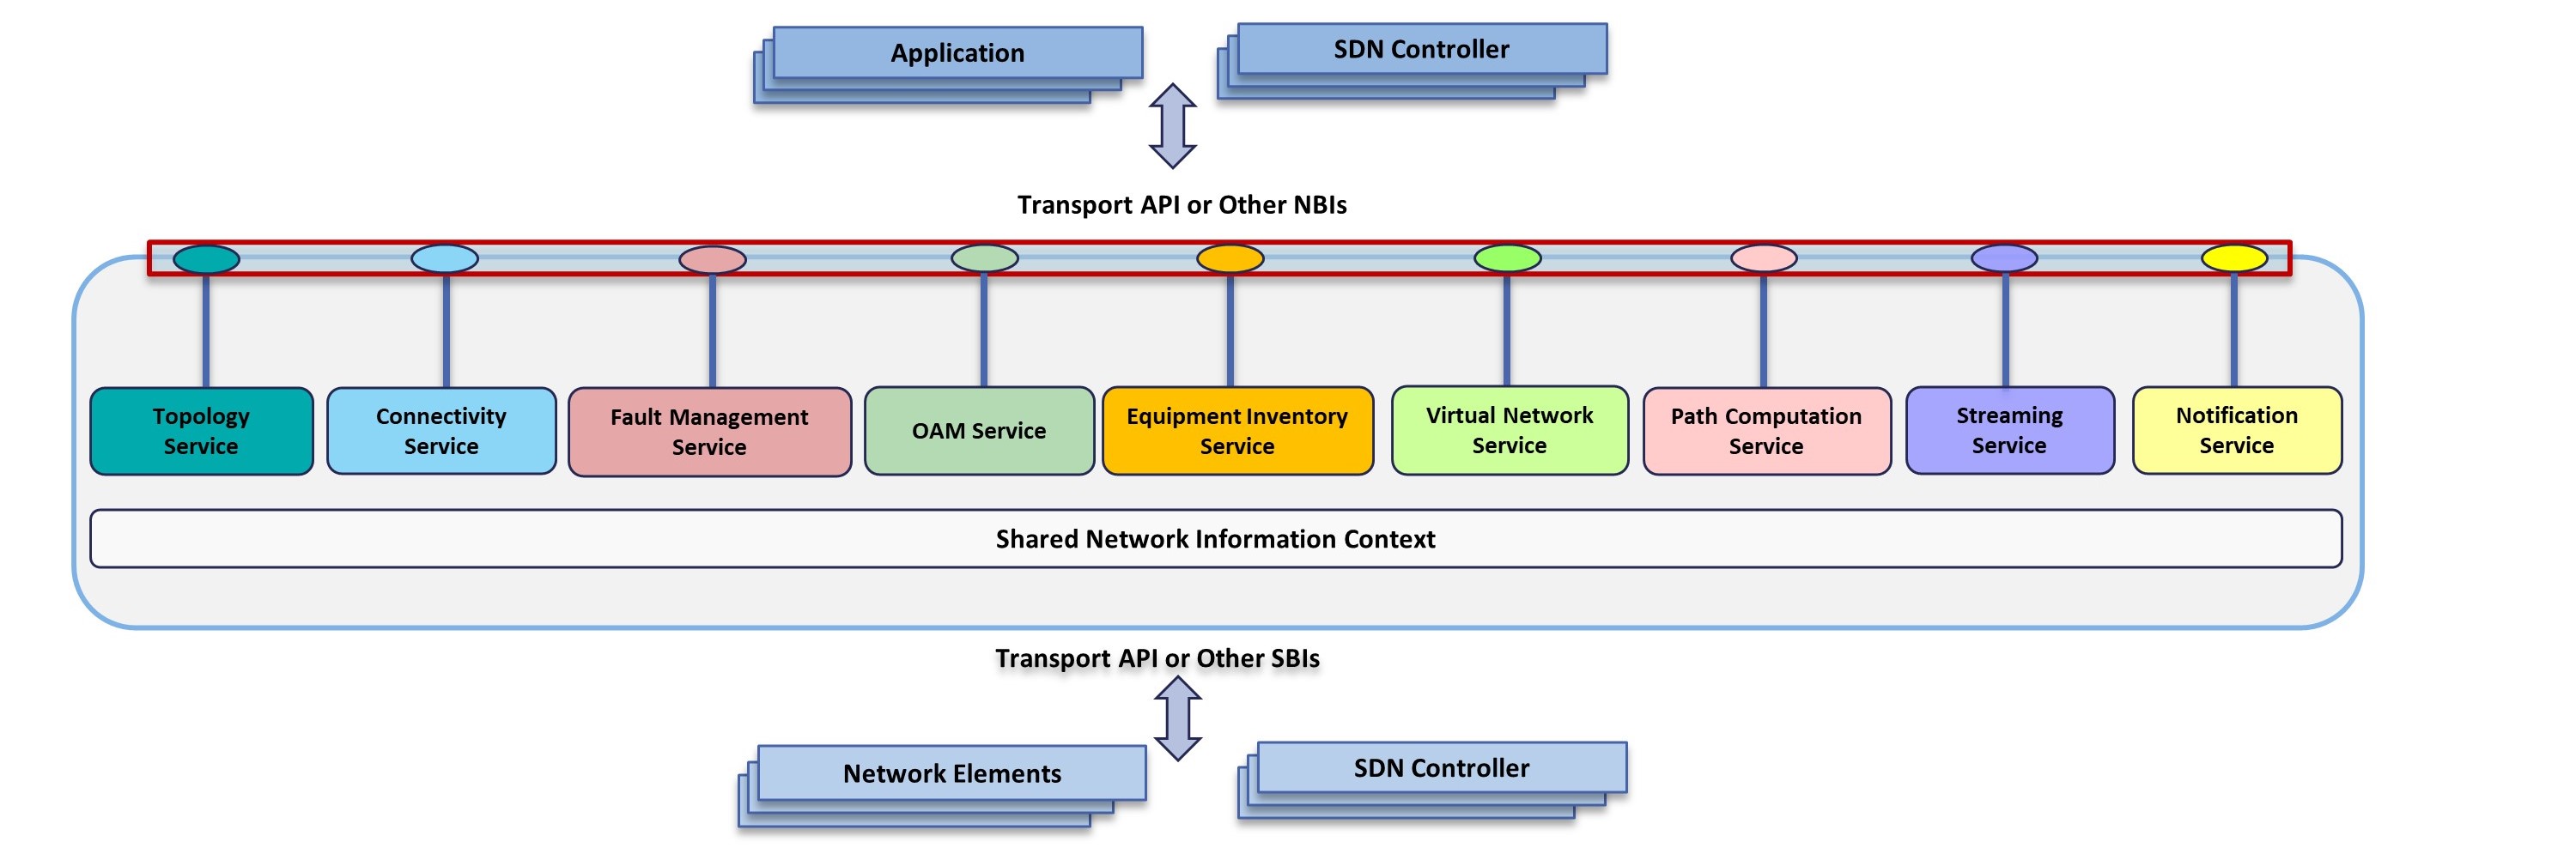 Application
SDN Controller
Transport API or Other NBIs
Topology
Service
Connectivity
Service
Fault Management
Service
OAM Service
Equipment Inventory
Service
Virtual Network
Service
Path Computation
Service
Streaming
Service
Notification
Service
Shared Network Information Context
Transport API or Other SBIs
Network Elements
SDN Controller